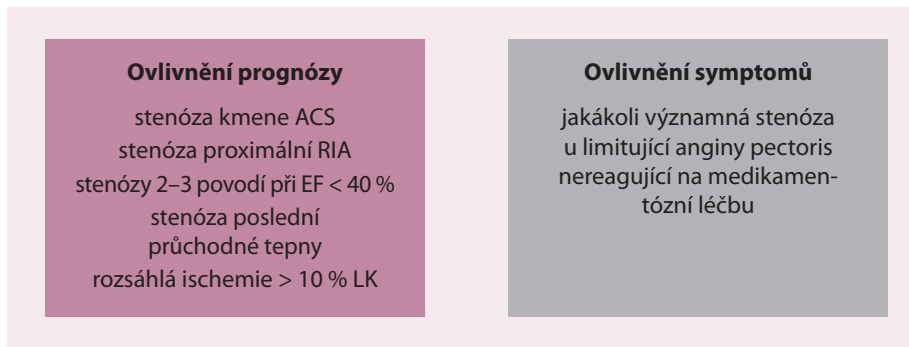 Ovlivnění prognózy
stenóza kmene ACS
stenóza proximální RIA
stenózy 2–3 povodí při EF < 40 %
stenóza poslední
průchodné tepny
rozsáhlá ischemie > 10 % LK
Ovlivnění symptomů
jakákoli významná stenóza
u limitující anginy pectoris
nereagující na medikamen-
tózní léčbu